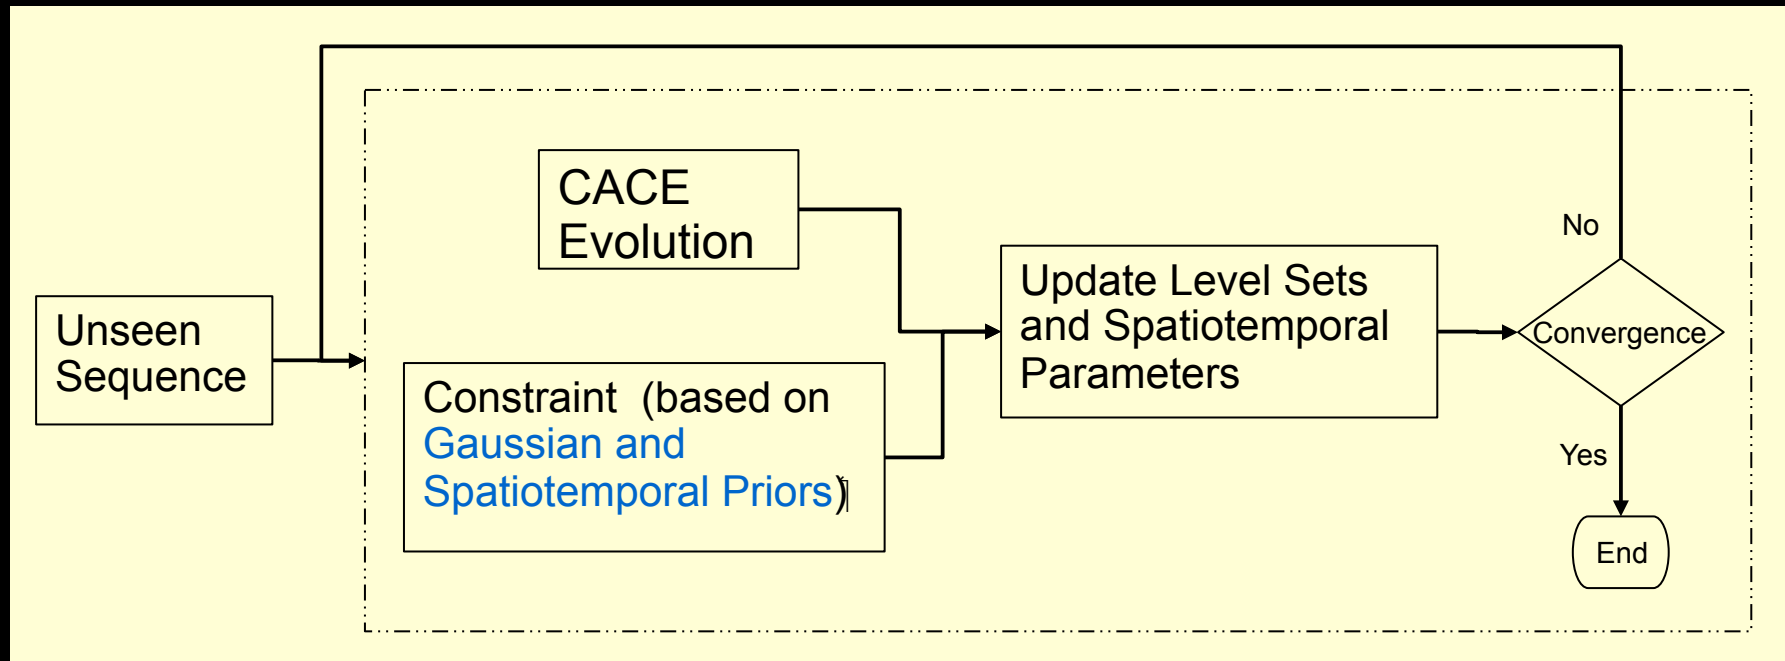 Unseen
Sequence
CACE
Evolution
Constraint (based on
Gaussian and
Spatiotemporal Priors)
Update Level Sets
and Spatiotemporal
Parameters
No
Convergence
Yes
End